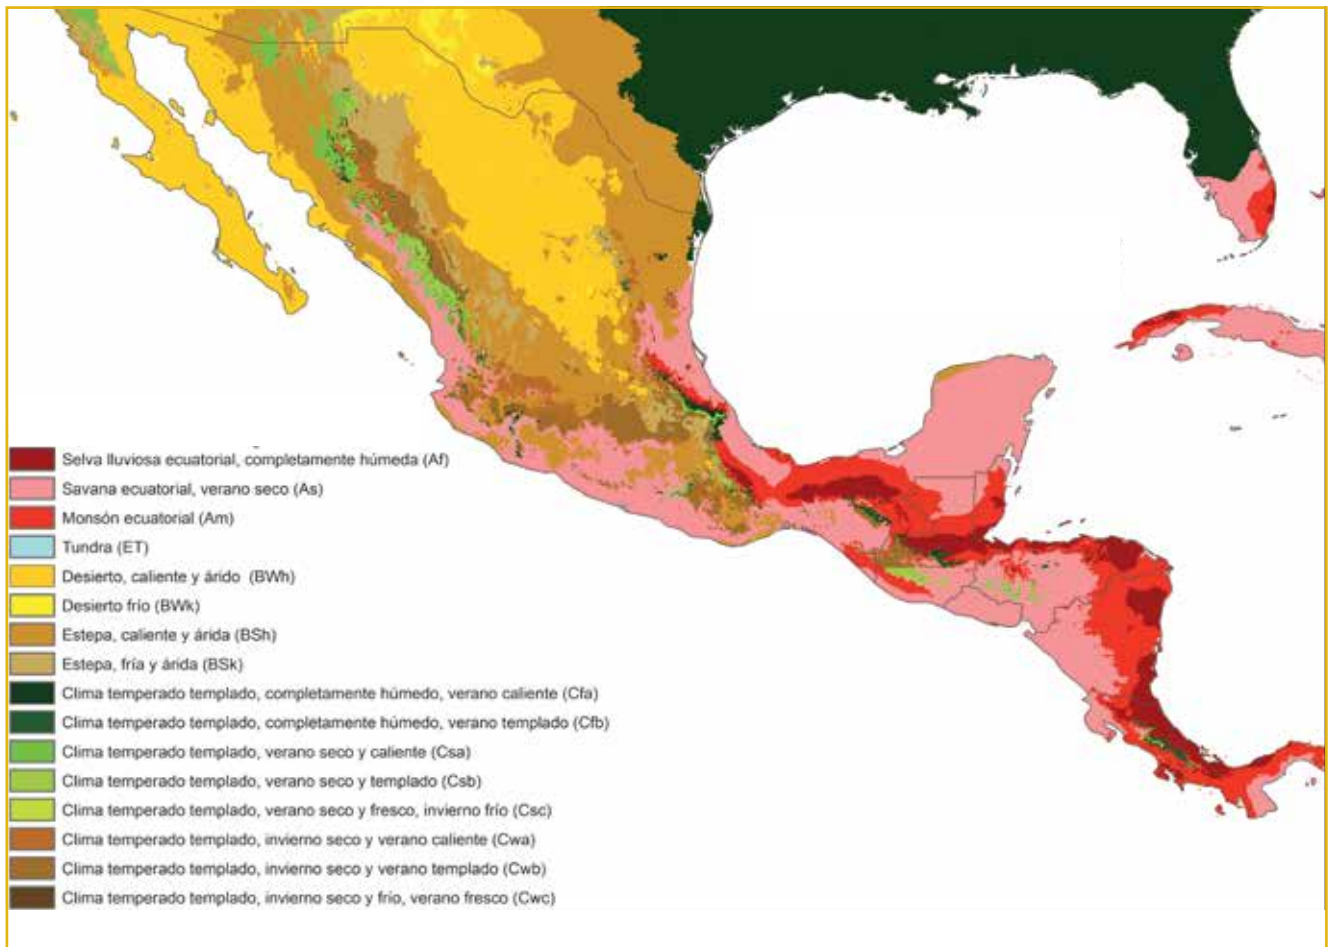 Selva lluviosa ecuatorial, completamente húmeda (Af)
Savana ecuatorial, verano seco (As)
Monsón ecuatorial (Am)
Tundra (ET)
Desierto, caliente y árido (BWh)
Desierto frío (BWk)
Estepa, caliente y árida (BSh)
Estepa, fría y árida (BSk)
Clima temperado templado, completamente húmedo, verano caliente (Cfa)
Clima temperado templado, completamente húmedo, verano templado (Cfb)
Clima temperado templado, verano seco y caliente (Csa)
Clima temperado templado, verano seco y templado (Csb)
Clima temperado templado, verano seco y fresco, invierno frío (Csc)
Clima temperado templado, invierno seco y verano caliente (Cwa)
Clima temperado templado, invierno seco y verano templado (Cwb)
Clima temperado templado, invierno seco y frío, verano fresco (Cwc)